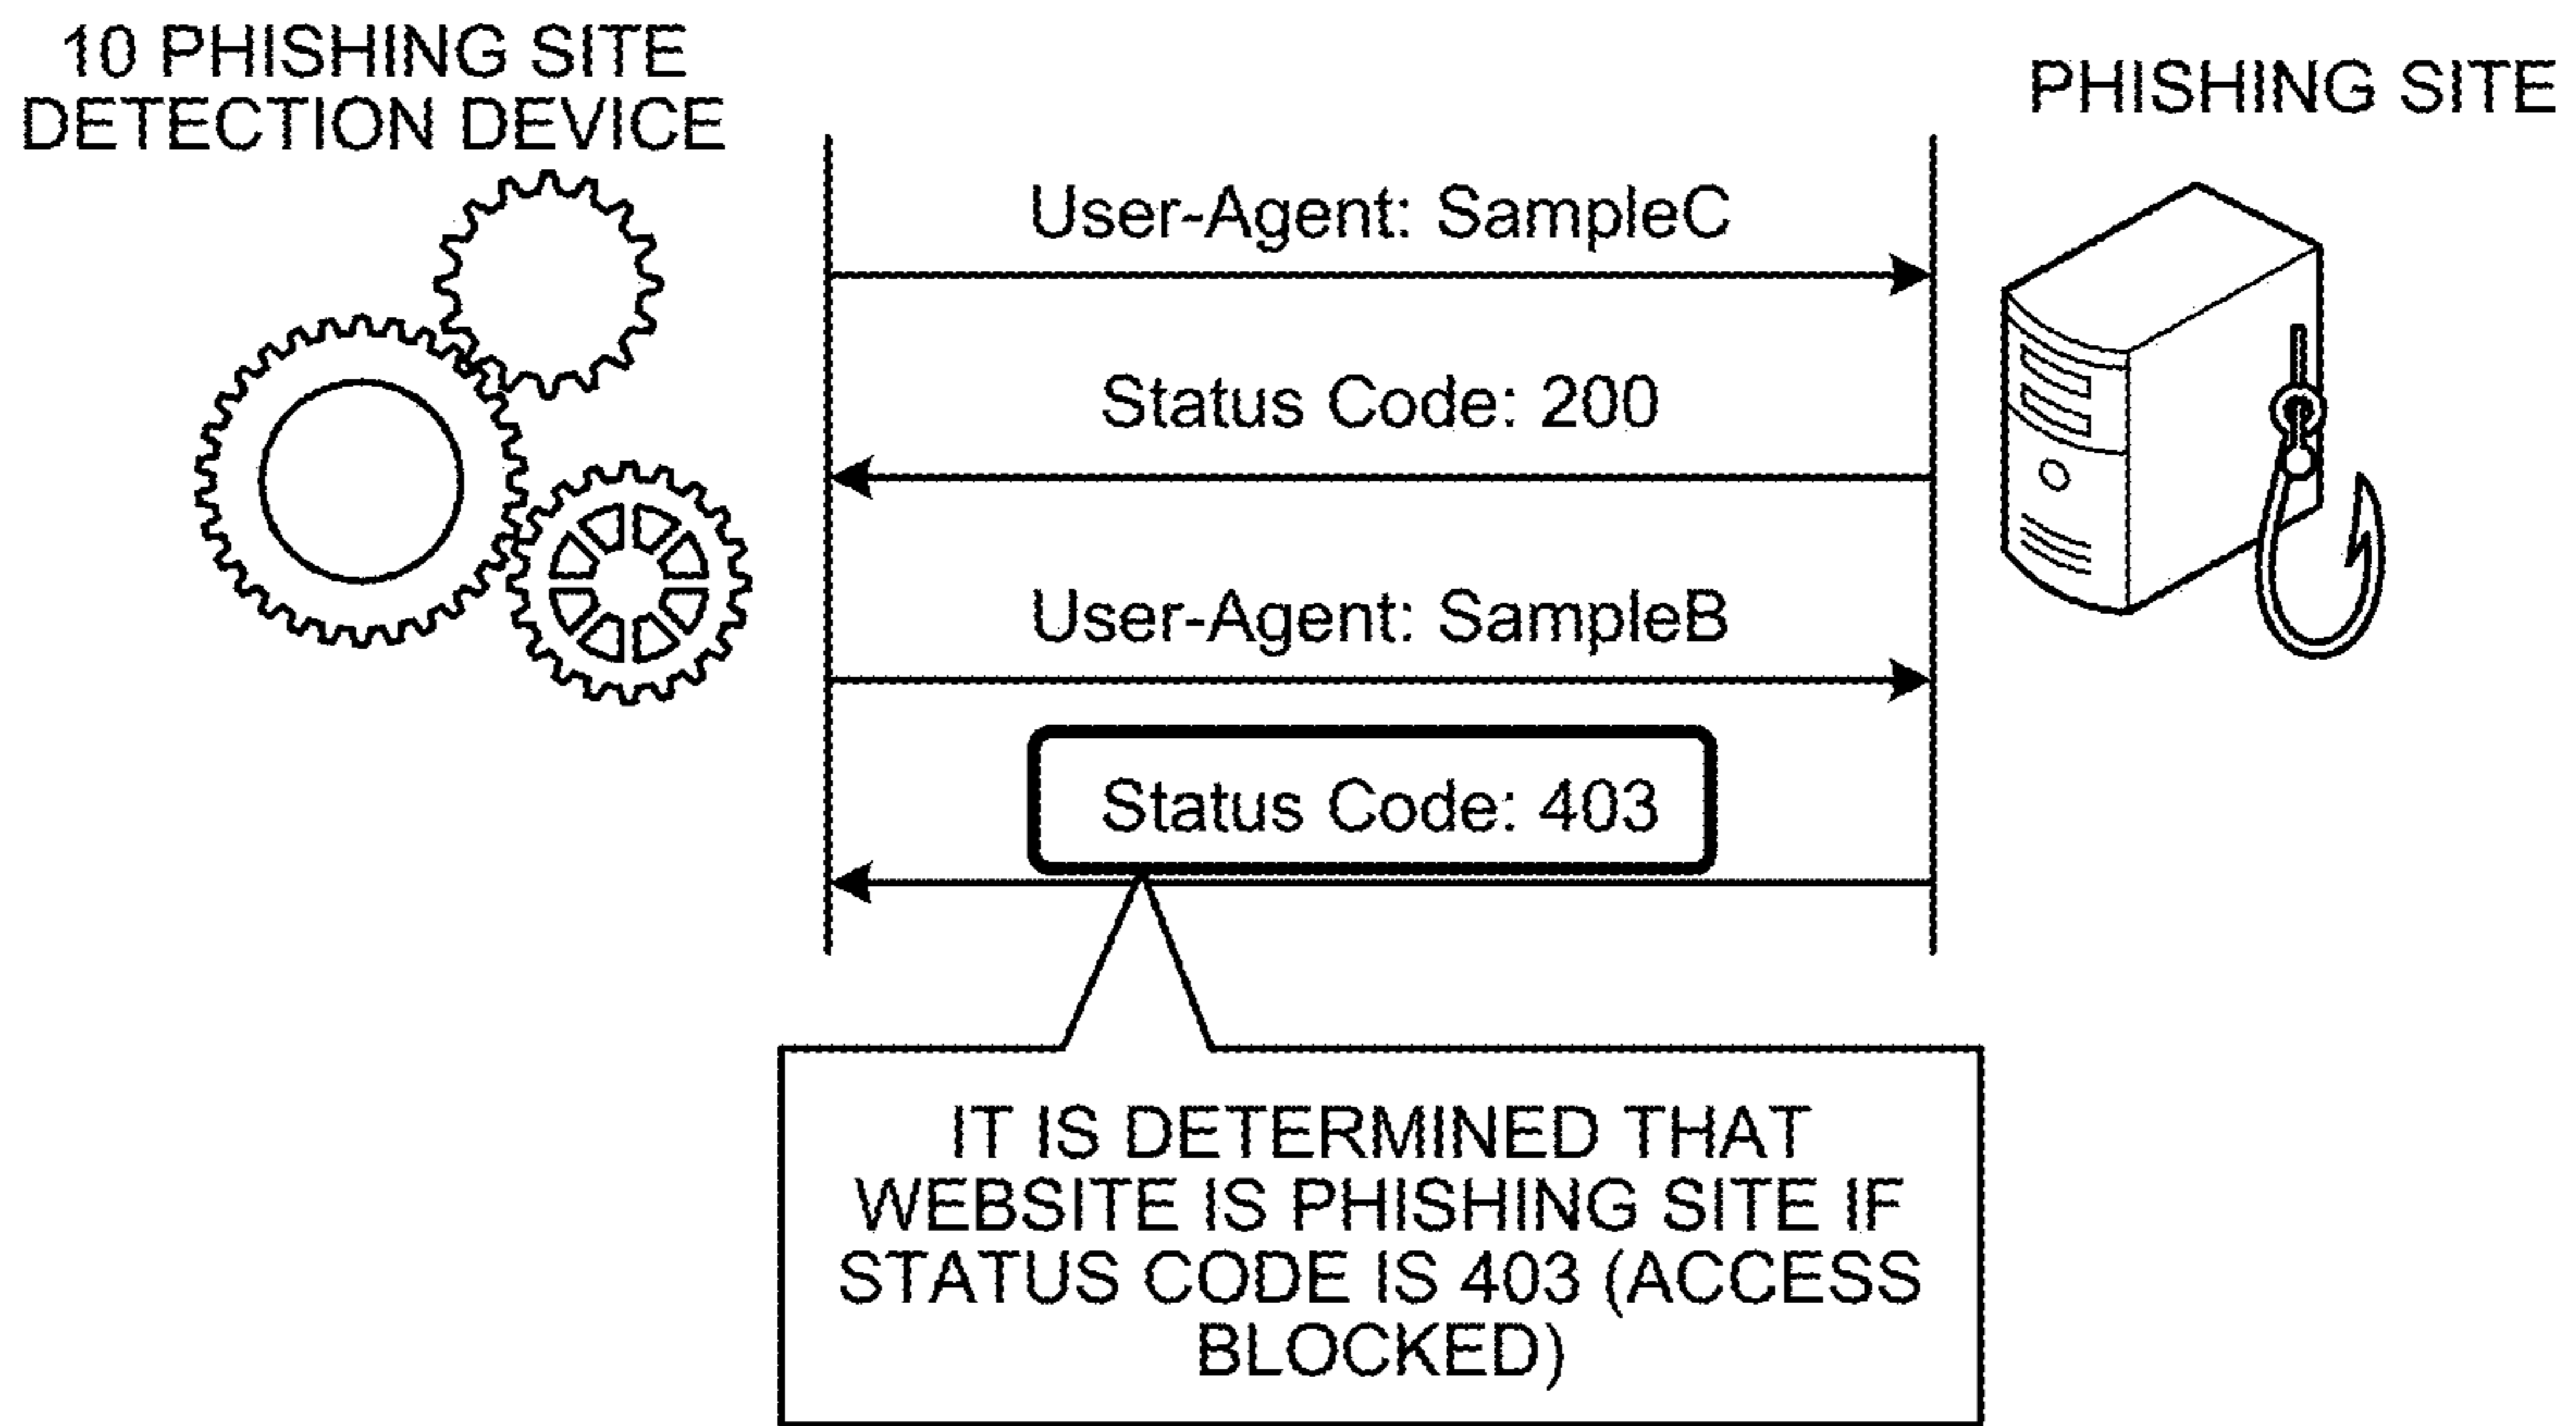 10 PHISHING SITE
DETECTION DEVICE
PHISHING SITE
User-Agent: SampleC
Status Code: 200
User-Agent: SampleB
Status Code: 403
IT IS DETERMINED THAT
WEBSITE IS PHISHING SITE IF
STATUS CODE IS 403 (ACCESS
BLOCKED)